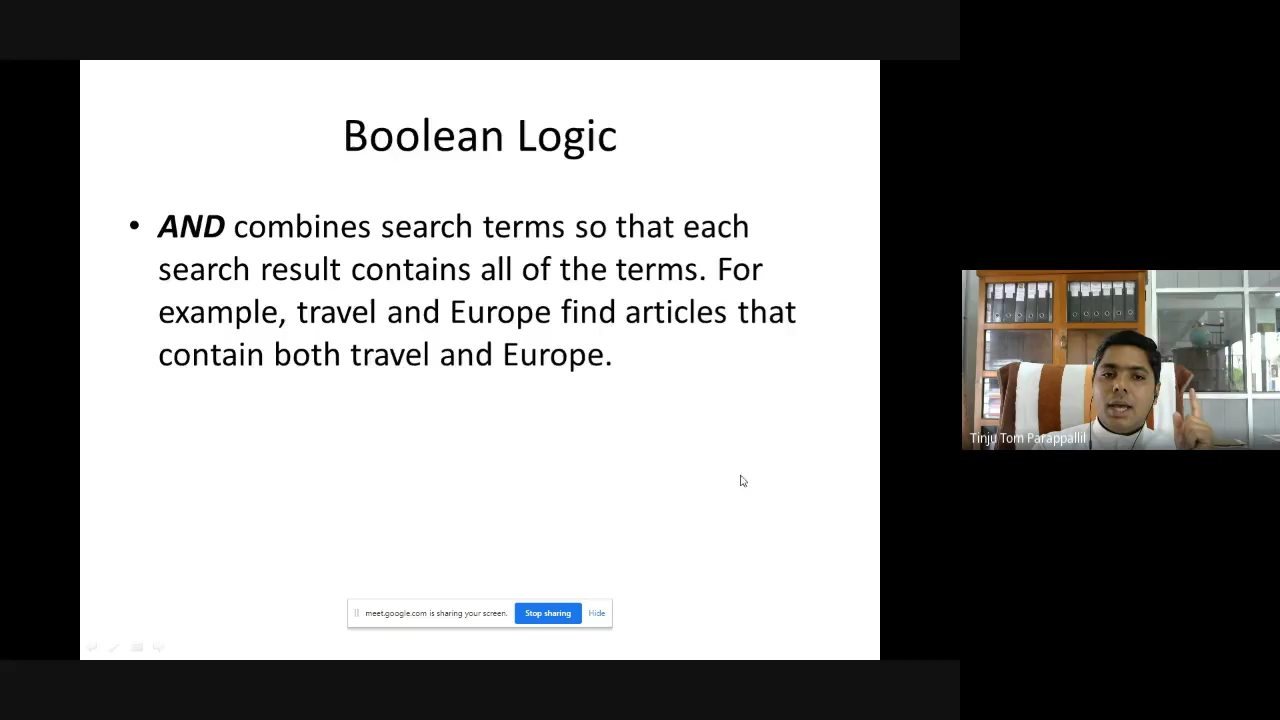 Boolean Logic
• AND combines search terms so that each
search result contains all of the terms. For
example, travel and Europe find articles that
contain both travel and Europe.
Tinju Tom Parappallil
meet.google.com is sharing your screen. Stop sharing Hide